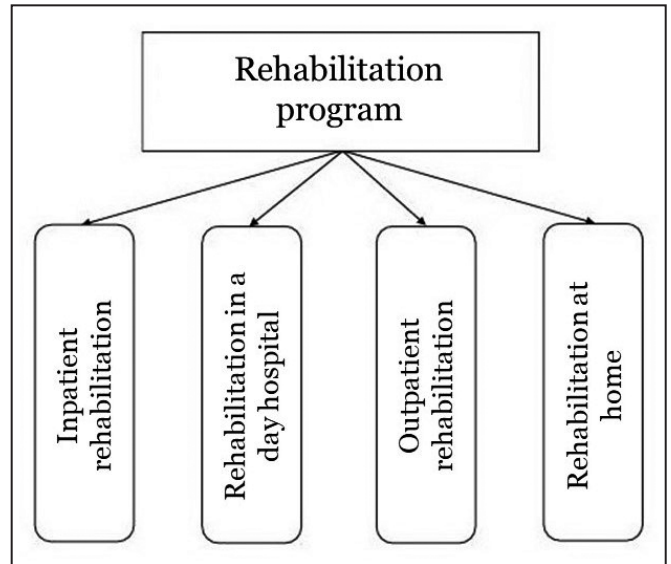 Rehabilitation
program
Inpatient
rehabilitation
Rehabilitation in a
day hospital
Outpatient
rehabilitation
Rehabilitation at
home